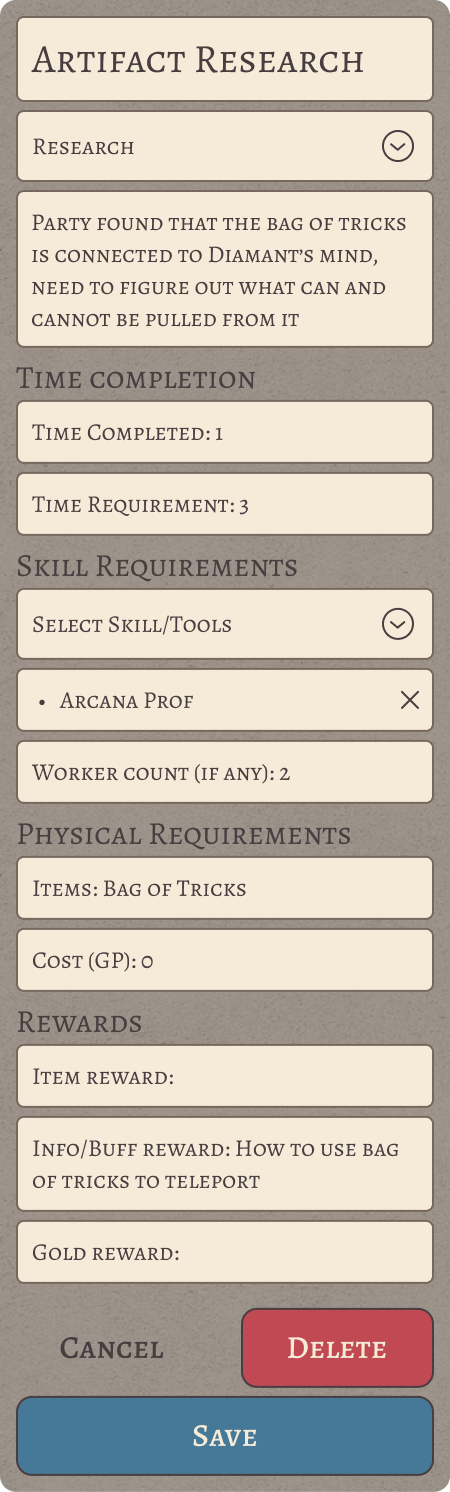 Artifact Research
Research
Party found that the bag of tricks
is connected to Diamant’s mind,
need to figure out what can and
cannot be pulled from it
Time completion
Time Completed: 1
Time Requirement: 3
Skill Requirements
Select Skill/Tools
• Arcana Prof
Worker count (if any): 2
Physical Requirements
Items: Bag of Tricks
Cost (GP): 0
Rewards
Item reward:
Info/Buff reward: How to use bag
of tricks to teleport
Gold reward:
Cancel
Delete
Save